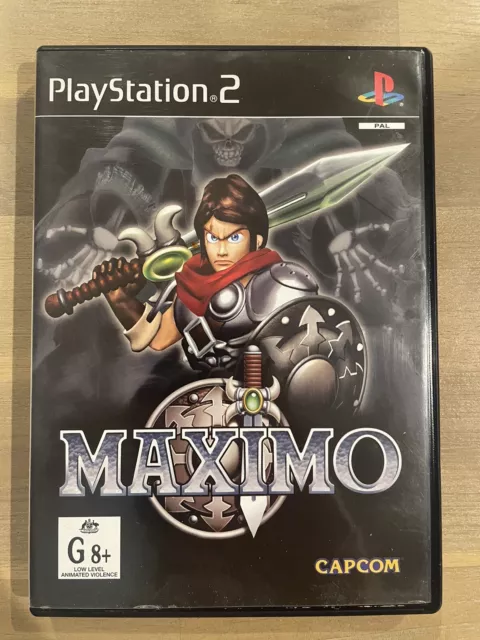 PlayStation®2
PAL
MAXIMO
G 8+
LOW LEVEL
ANIMATED VIOLENCE
CAPCOM